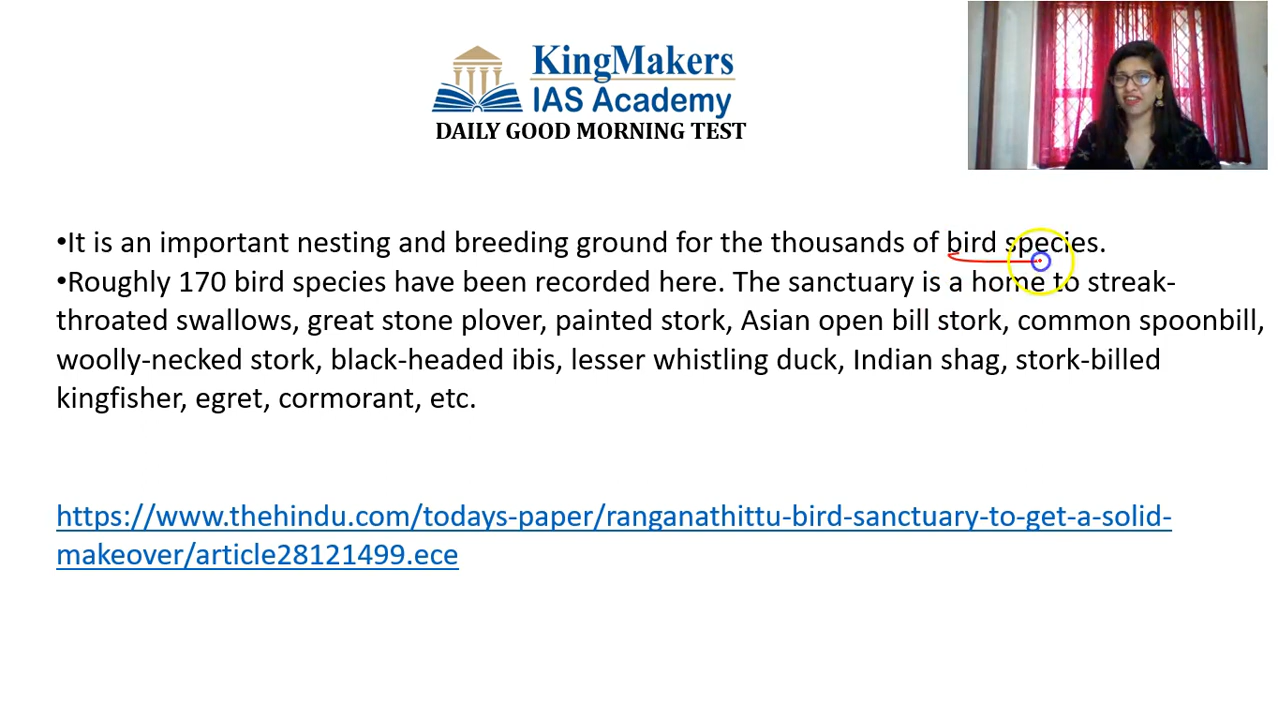 KingMakers
IAS Academy
DAILY GOOD MORNING TEST
•It is an important nesting and breeding ground for the thousands of bird species.
•Roughly 170 bird species have been recorded here. The sanctuary is a home to streak-
throated swallows, great stone plover, painted stork, Asian open bill stork, common spoonbill,
woolly-necked stork, black-headed ibis, lesser whistling duck, Indian shag, stork-billed
kingfisher, egret, cormorant, etc.
https://www.thehindu.com/todays-paper/ranganathittu-bird-sanctuary-to-get-a-solid-
makeover/article28121499.ece